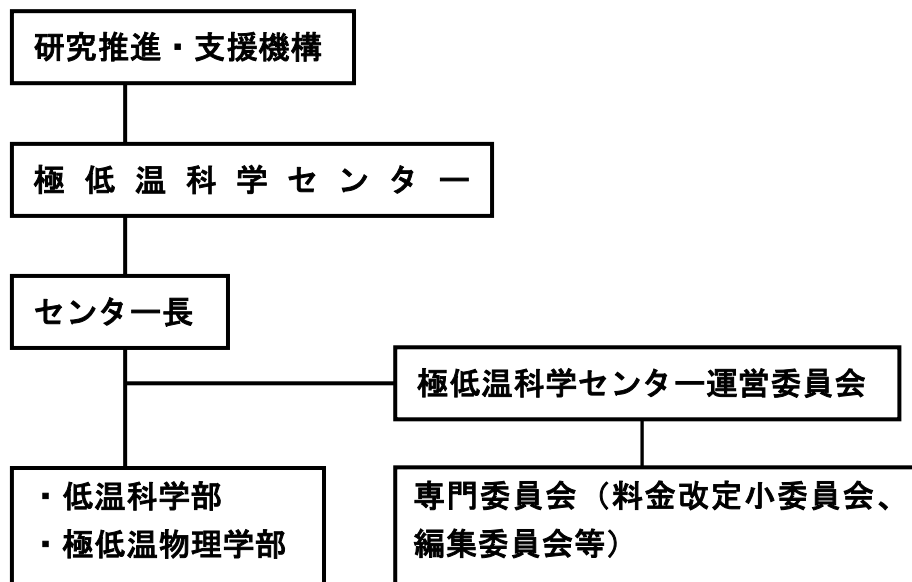 研究推進・支援機構
極低温科学センター
センター長
極低温科学センター運営委員会
・低温科学部
・極低温物理学部
専門委員会（料金改定小委員会、
編集委員会等）